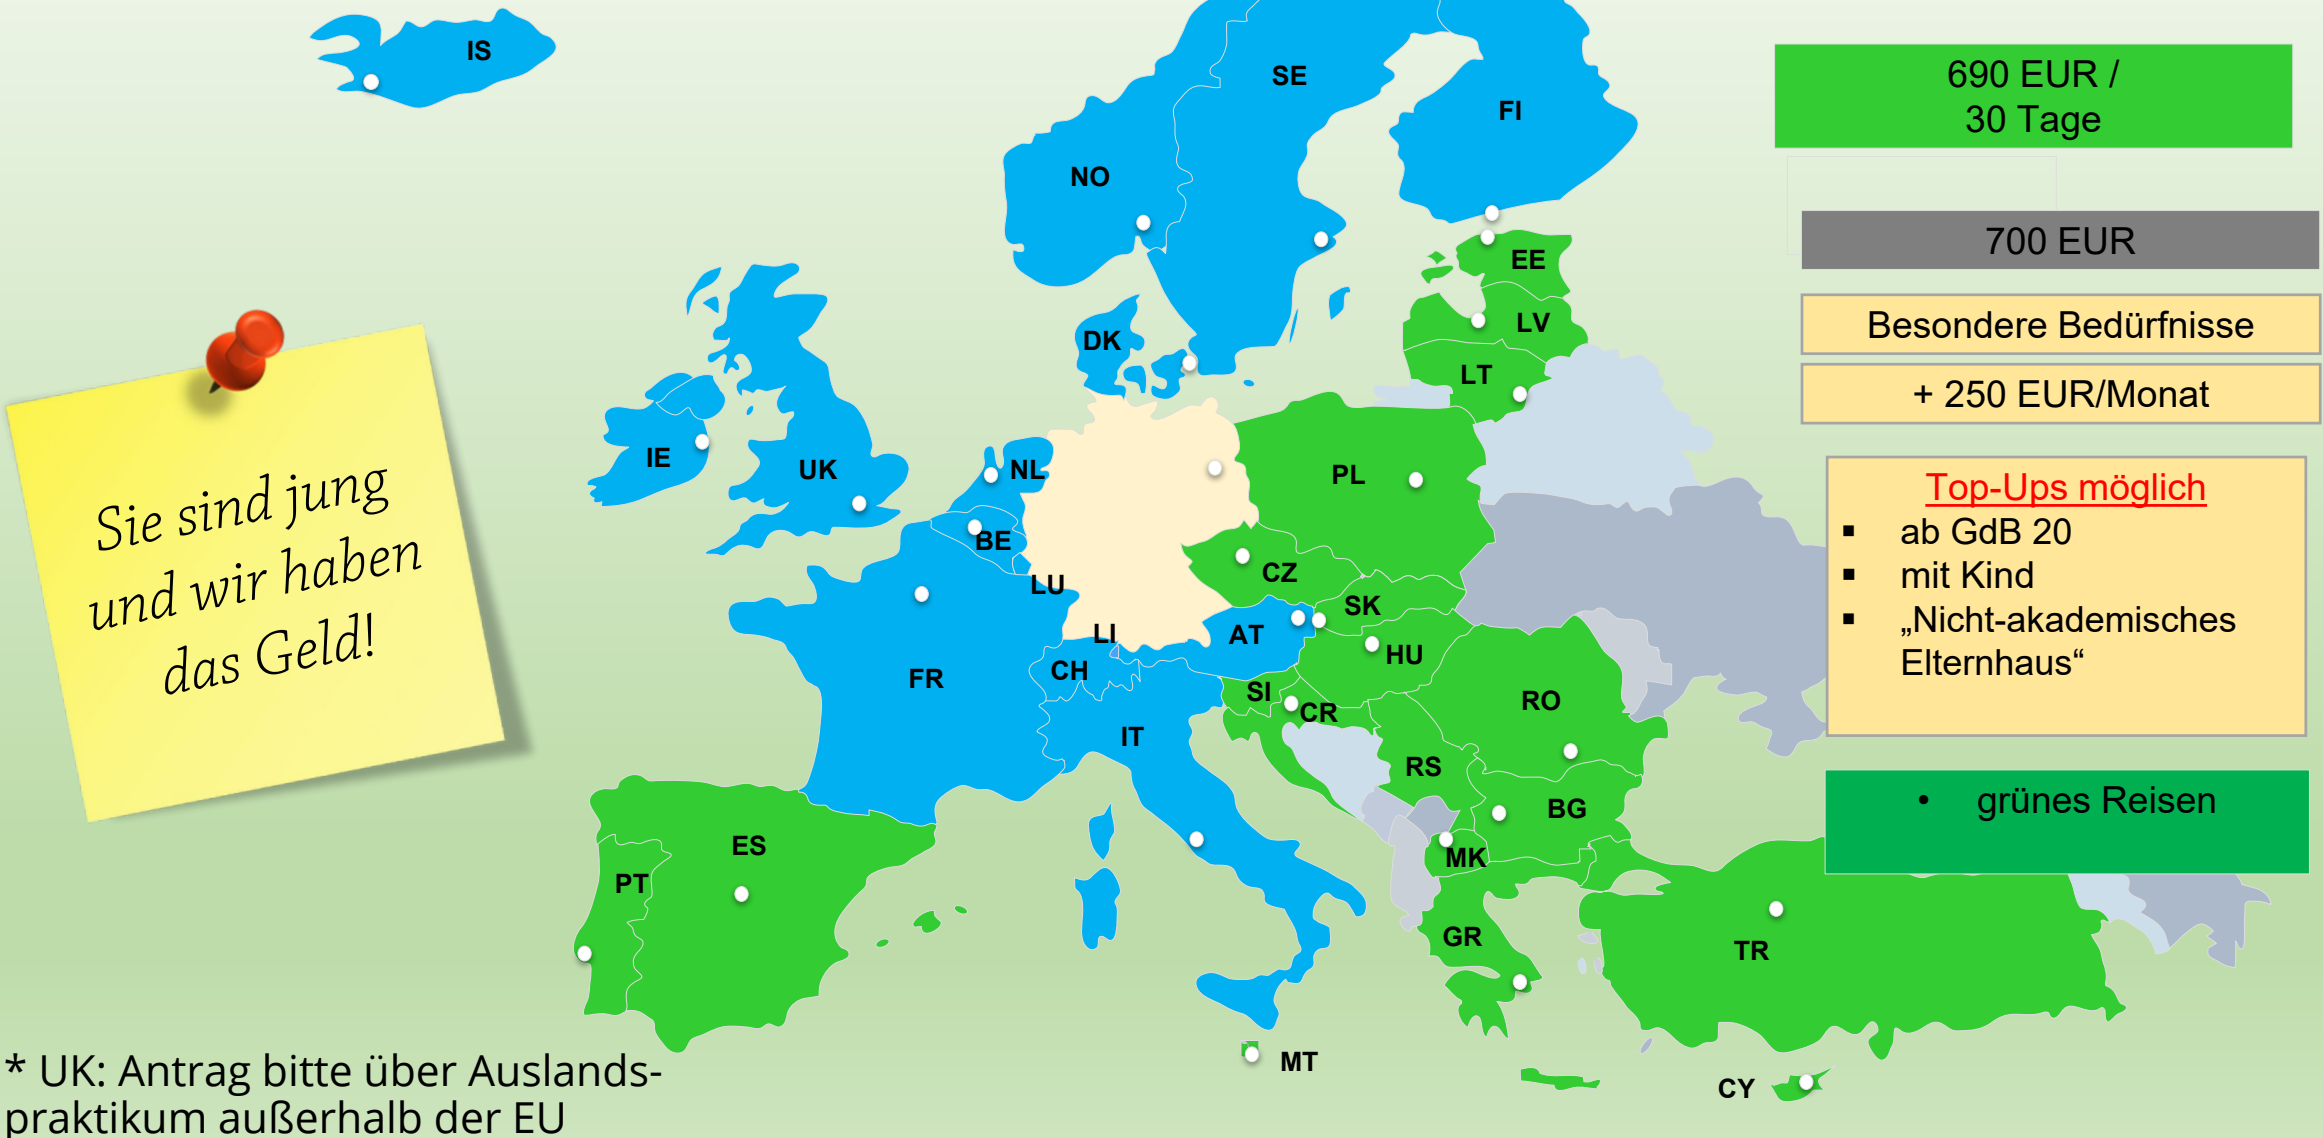 IS
SE
FI
NO
EE
LV
DK
LT
IE
UK
NL
PL
BE
CZ
LU
SK
LI
AT
HU
CH
FR
SI
CR
RO
IT
RS
BG
ES
MK
PT
GR
TR
MT
CY
690 EUR /
30 Tage
700 EUR
Besondere Bedürfnisse
+ 250 EUR/Monat
Top-Ups möglich
▪ ab GdB 20
▪ mit Kind
▪ „Nicht-akademisches
Elternhaus“
• grünes Reisen
Sie sind jung
und wir haben
das Geld!
* UK: Antrag bitte über Auslands-
praktikum außerhalb der EU